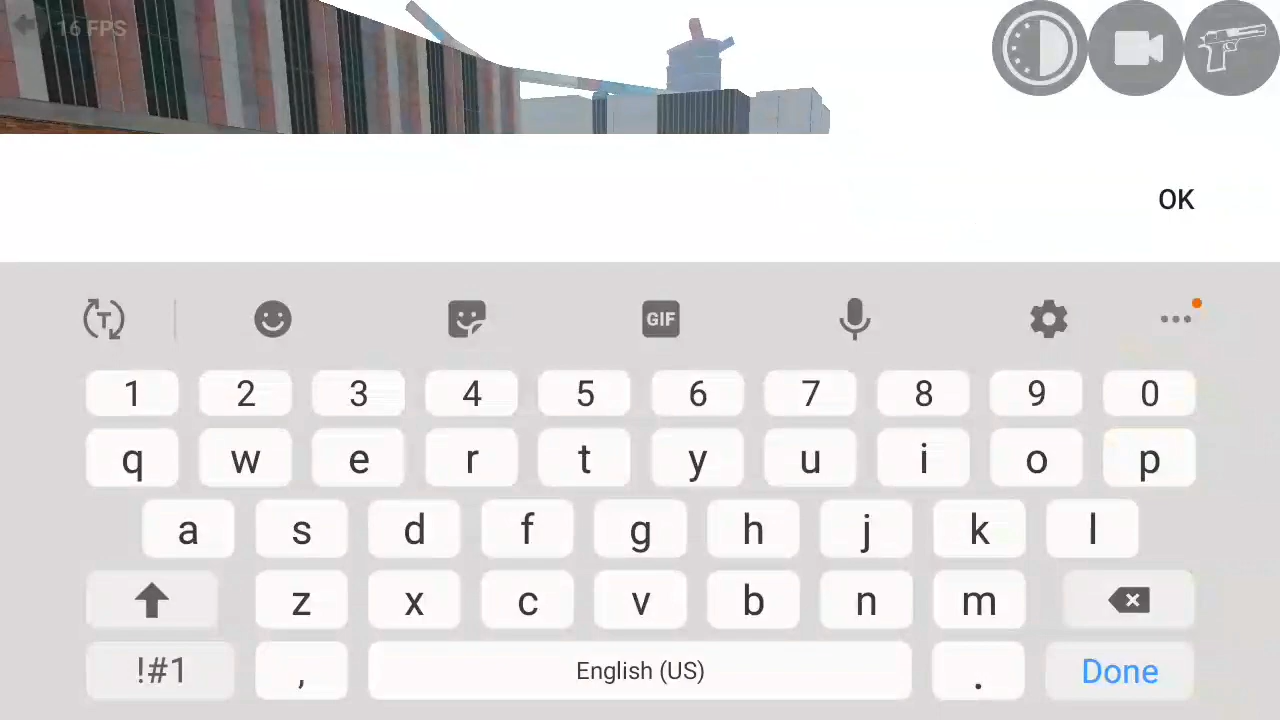 16 FPS
OK
T
GIF
1 2 3 4 5 6 7 8 9 0
q w e r t y u i o p
a s d f g h j k l
z x c v b n m
!#1 , English (US) . Done